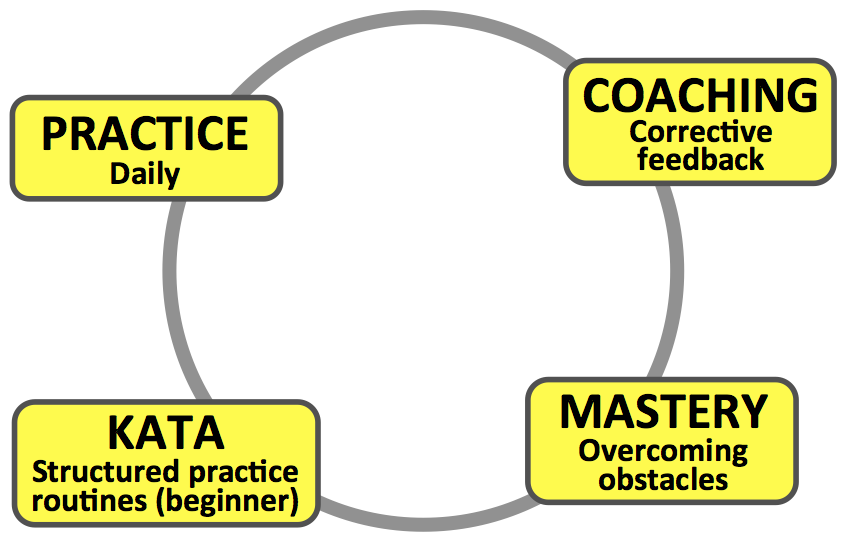 PRACTICE
Daily
COACHING
Corrective
feedback
KATA
Structured practice
routines (beginner)
MASTERY
Overcoming
obstacles